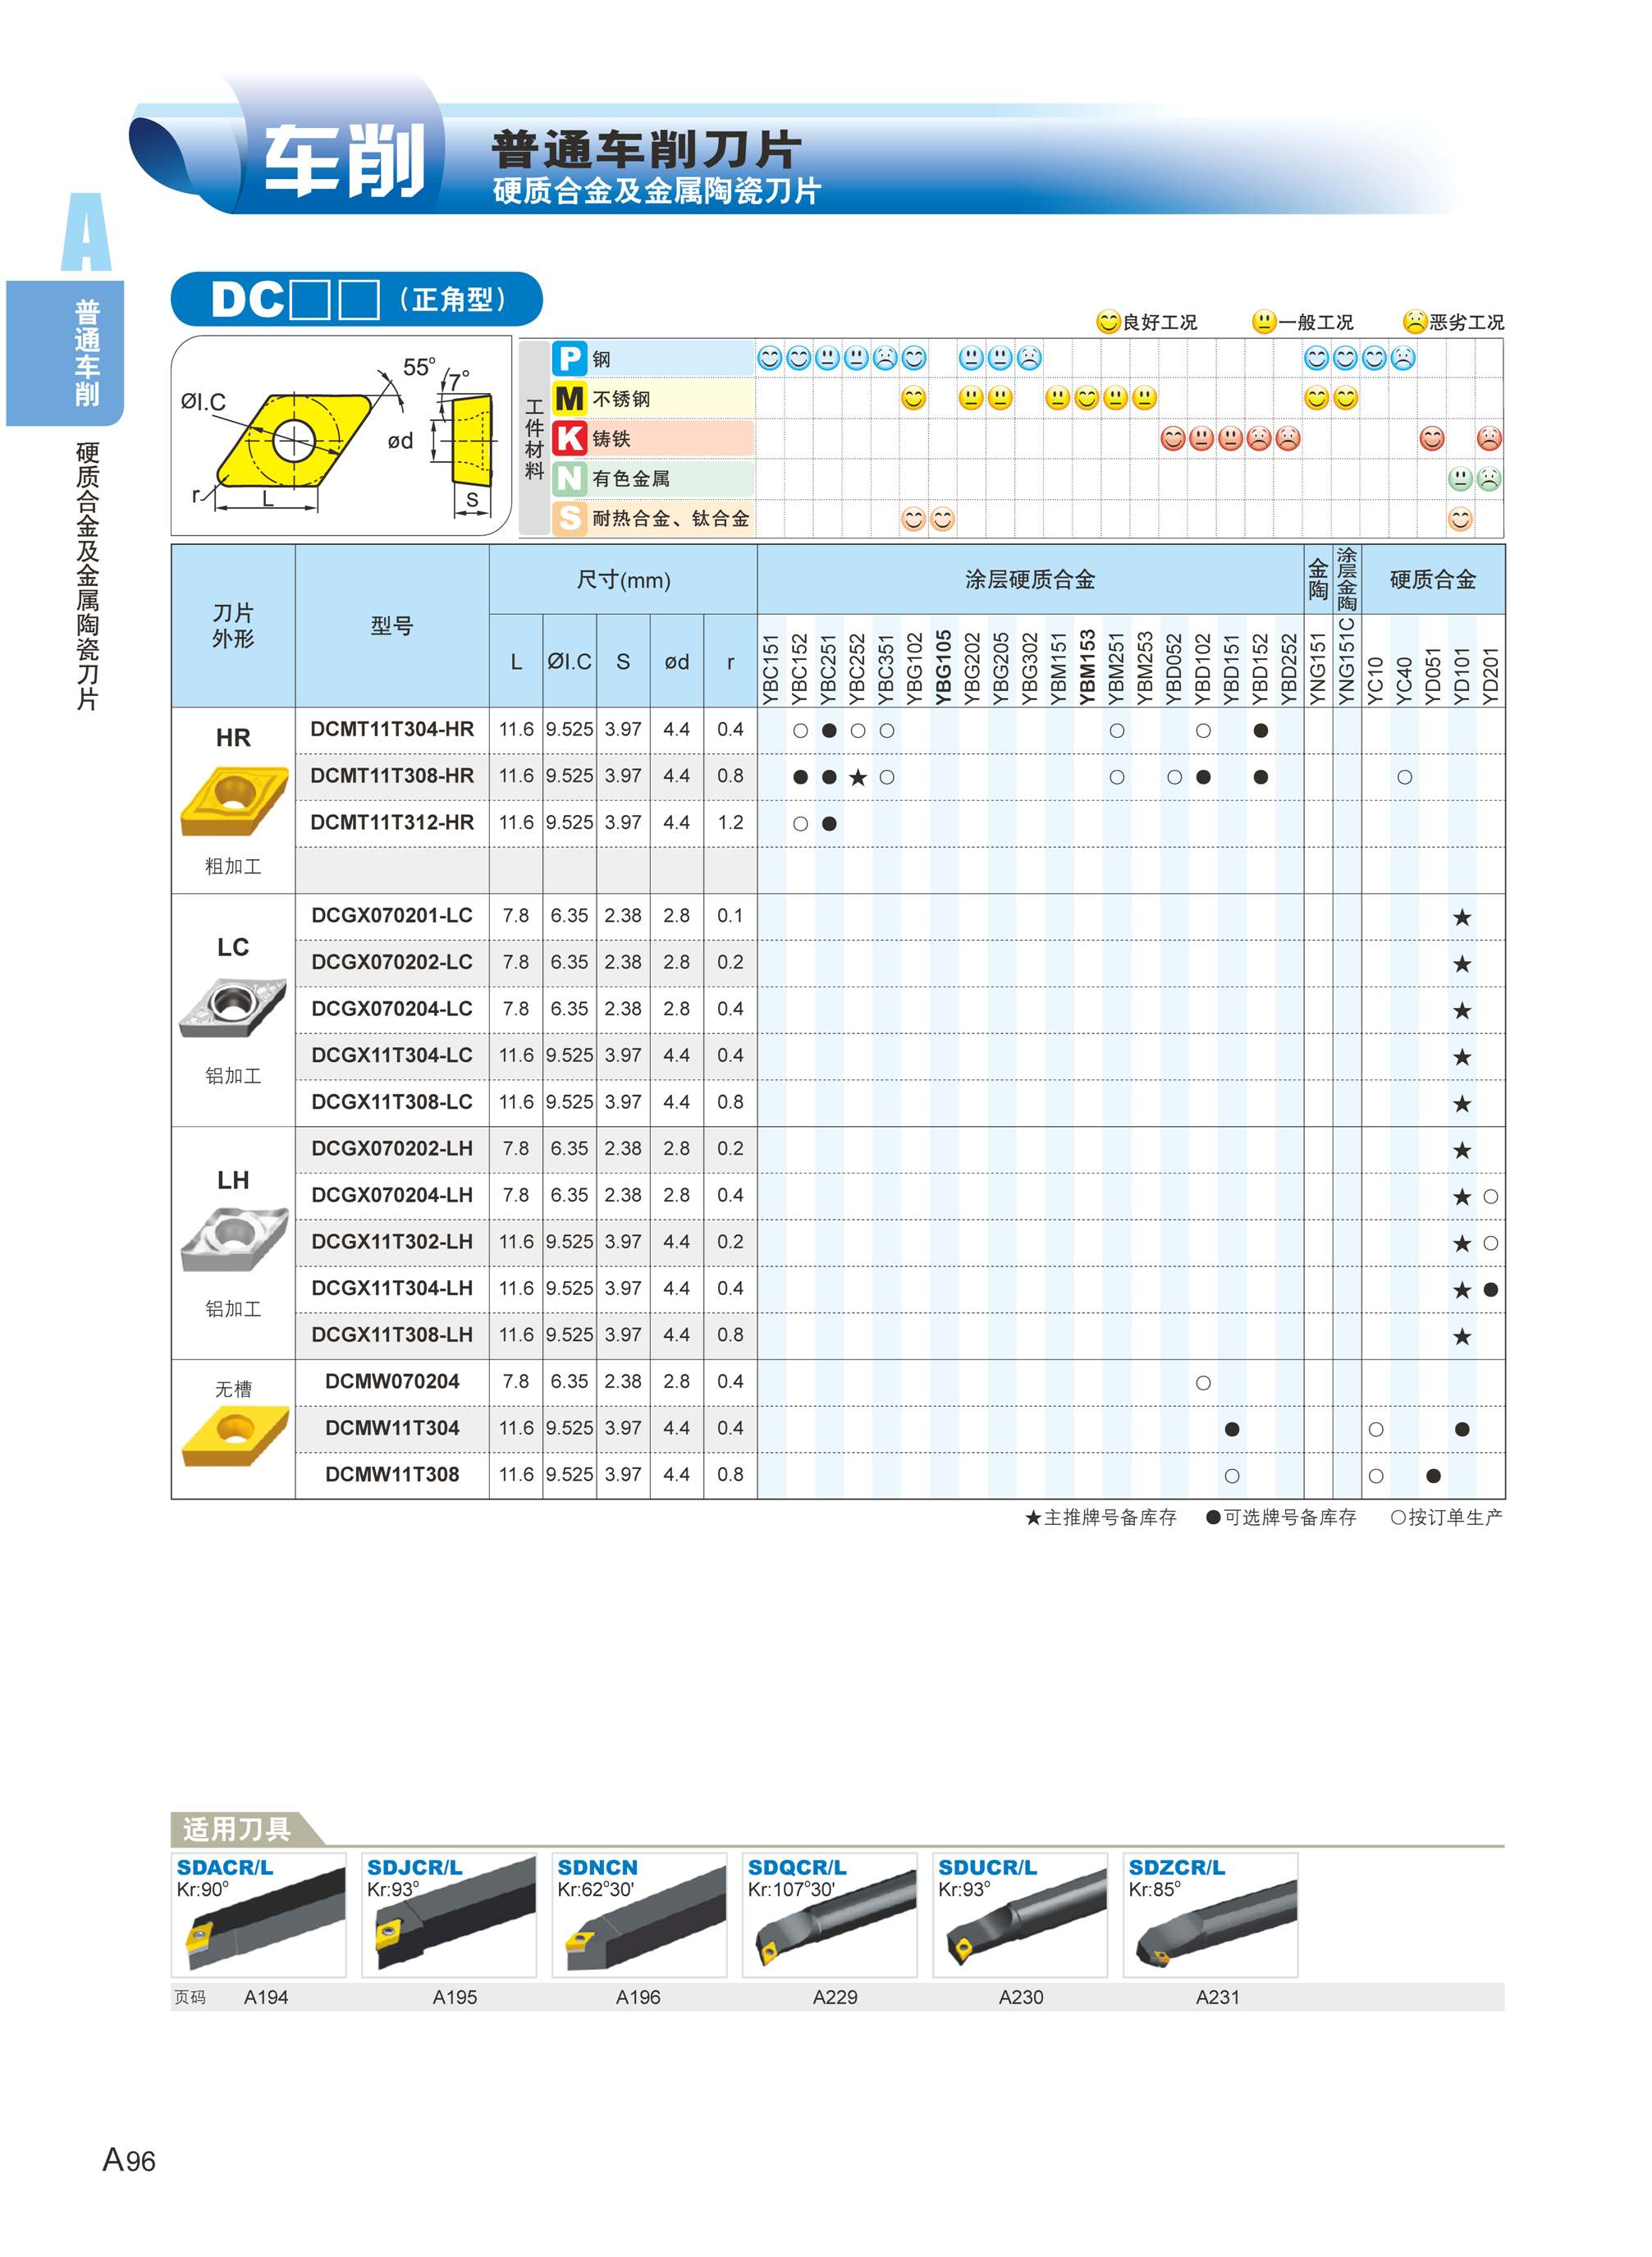 车削
普通车削刀片
硬质合金及金属陶瓷刀片
A
普通车削
硬质合金及金属陶瓷刀片
DC□□（正角型）
良好工况 一般工况 恶劣工况
55° 7° ØI.C ød r L S
工件材料
P 钢
M 不锈钢
K 铸铁
N 有色金属
S 耐热合金、钛合金
刀片外形 型号 尺寸(mm) 涂层硬质合金 金陶 涂层金陶 硬质合金
L ØI.C S ød r YBC151 YBC152 YBC251 YBC252 YBC351 YBG102 YBG105 YBG202 YBG205 YBG302 YBM151 YBM153 YBM251 YBM253 YBD052 YBD102 YBD151 YBD152 YBD252 YNG151 YNG151C YC10 YC40 YD051 YD101 YD201
HR
粗加工
DCMT11T304-HR 11.6 9.525 3.97 4.4 0.4 ○ ● ○ ○ ○ ○ ●
DCMT11T308-HR 11.6 9.525 3.97 4.4 0.8 ● ● ★ ○ ○ ○ ● ● ○
DCMT11T312-HR 11.6 9.525 3.97 4.4 1.2 ○ ●
LC
铝加工
DCGX070201-LC 7.8 6.35 2.38 2.8 0.1 ★
DCGX070202-LC 7.8 6.35 2.38 2.8 0.2 ★
DCGX070204-LC 7.8 6.35 2.38 2.8 0.4 ★
DCGX11T304-LC 11.6 9.525 3.97 4.4 0.4 ★
DCGX11T308-LC 11.6 9.525 3.97 4.4 0.8 ★
LH
铝加工
DCGX070202-LH 7.8 6.35 2.38 2.8 0.2 ★
DCGX070204-LH 7.8 6.35 2.38 2.8 0.4 ★ ○
DCGX11T302-LH 11.6 9.525 3.97 4.4 0.2 ★ ○
DCGX11T304-LH 11.6 9.525 3.97 4.4 0.4 ★ ●
DCGX11T308-LH 11.6 9.525 3.97 4.4 0.8 ★
无槽
DCMW070204 7.8 6.35 2.38 2.8 0.4 ○
DCMW11T304 11.6 9.525 3.97 4.4 0.4 ● ○ ●
DCMW11T308 11.6 9.525 3.97 4.4 0.8 ○ ○ ●
★主推牌号备库存 ●可选牌号备库存 ○按订单生产
适用刀具
SDACR/L SDJCR/L SDNCN SDQCR/L SDUCR/L SDZCR/L
Kr:90° Kr:93° Kr:62°30' Kr:107°30' Kr:93° Kr:85°
页码 A194 A195 A196 A229 A230 A231
A96